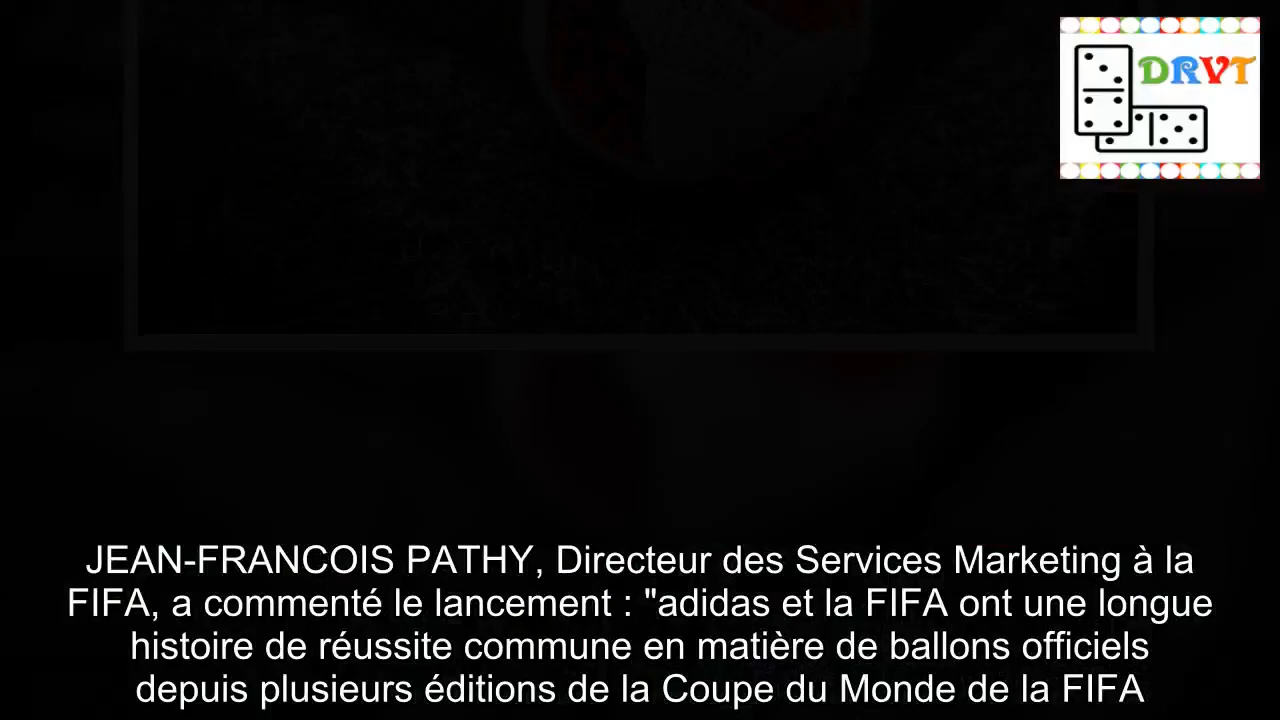 DRVT
JEAN-FRANCOIS PATHY, Directeur des Services Marketing à la
FIFA, a commenté le lancement : "adidas et la FIFA ont une longue
histoire de réussite commune en matière de ballons officiels
depuis plusieurs éditions de la Coupe du Monde de la FIFA